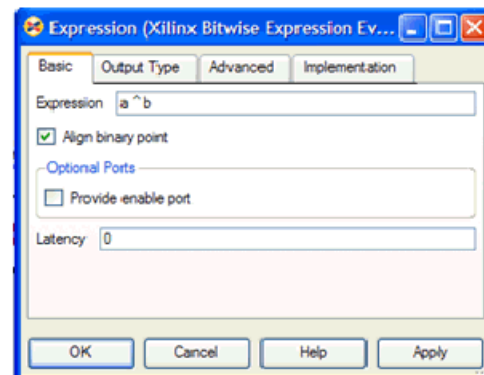 Expression (Xilinx Bitwise Expression Ev...
Basic Output Type Advanced Implementation
Expression a ^ b
Align binary point
Optional Ports
Provide enable port
Latency 0
OK Cancel Help Apply